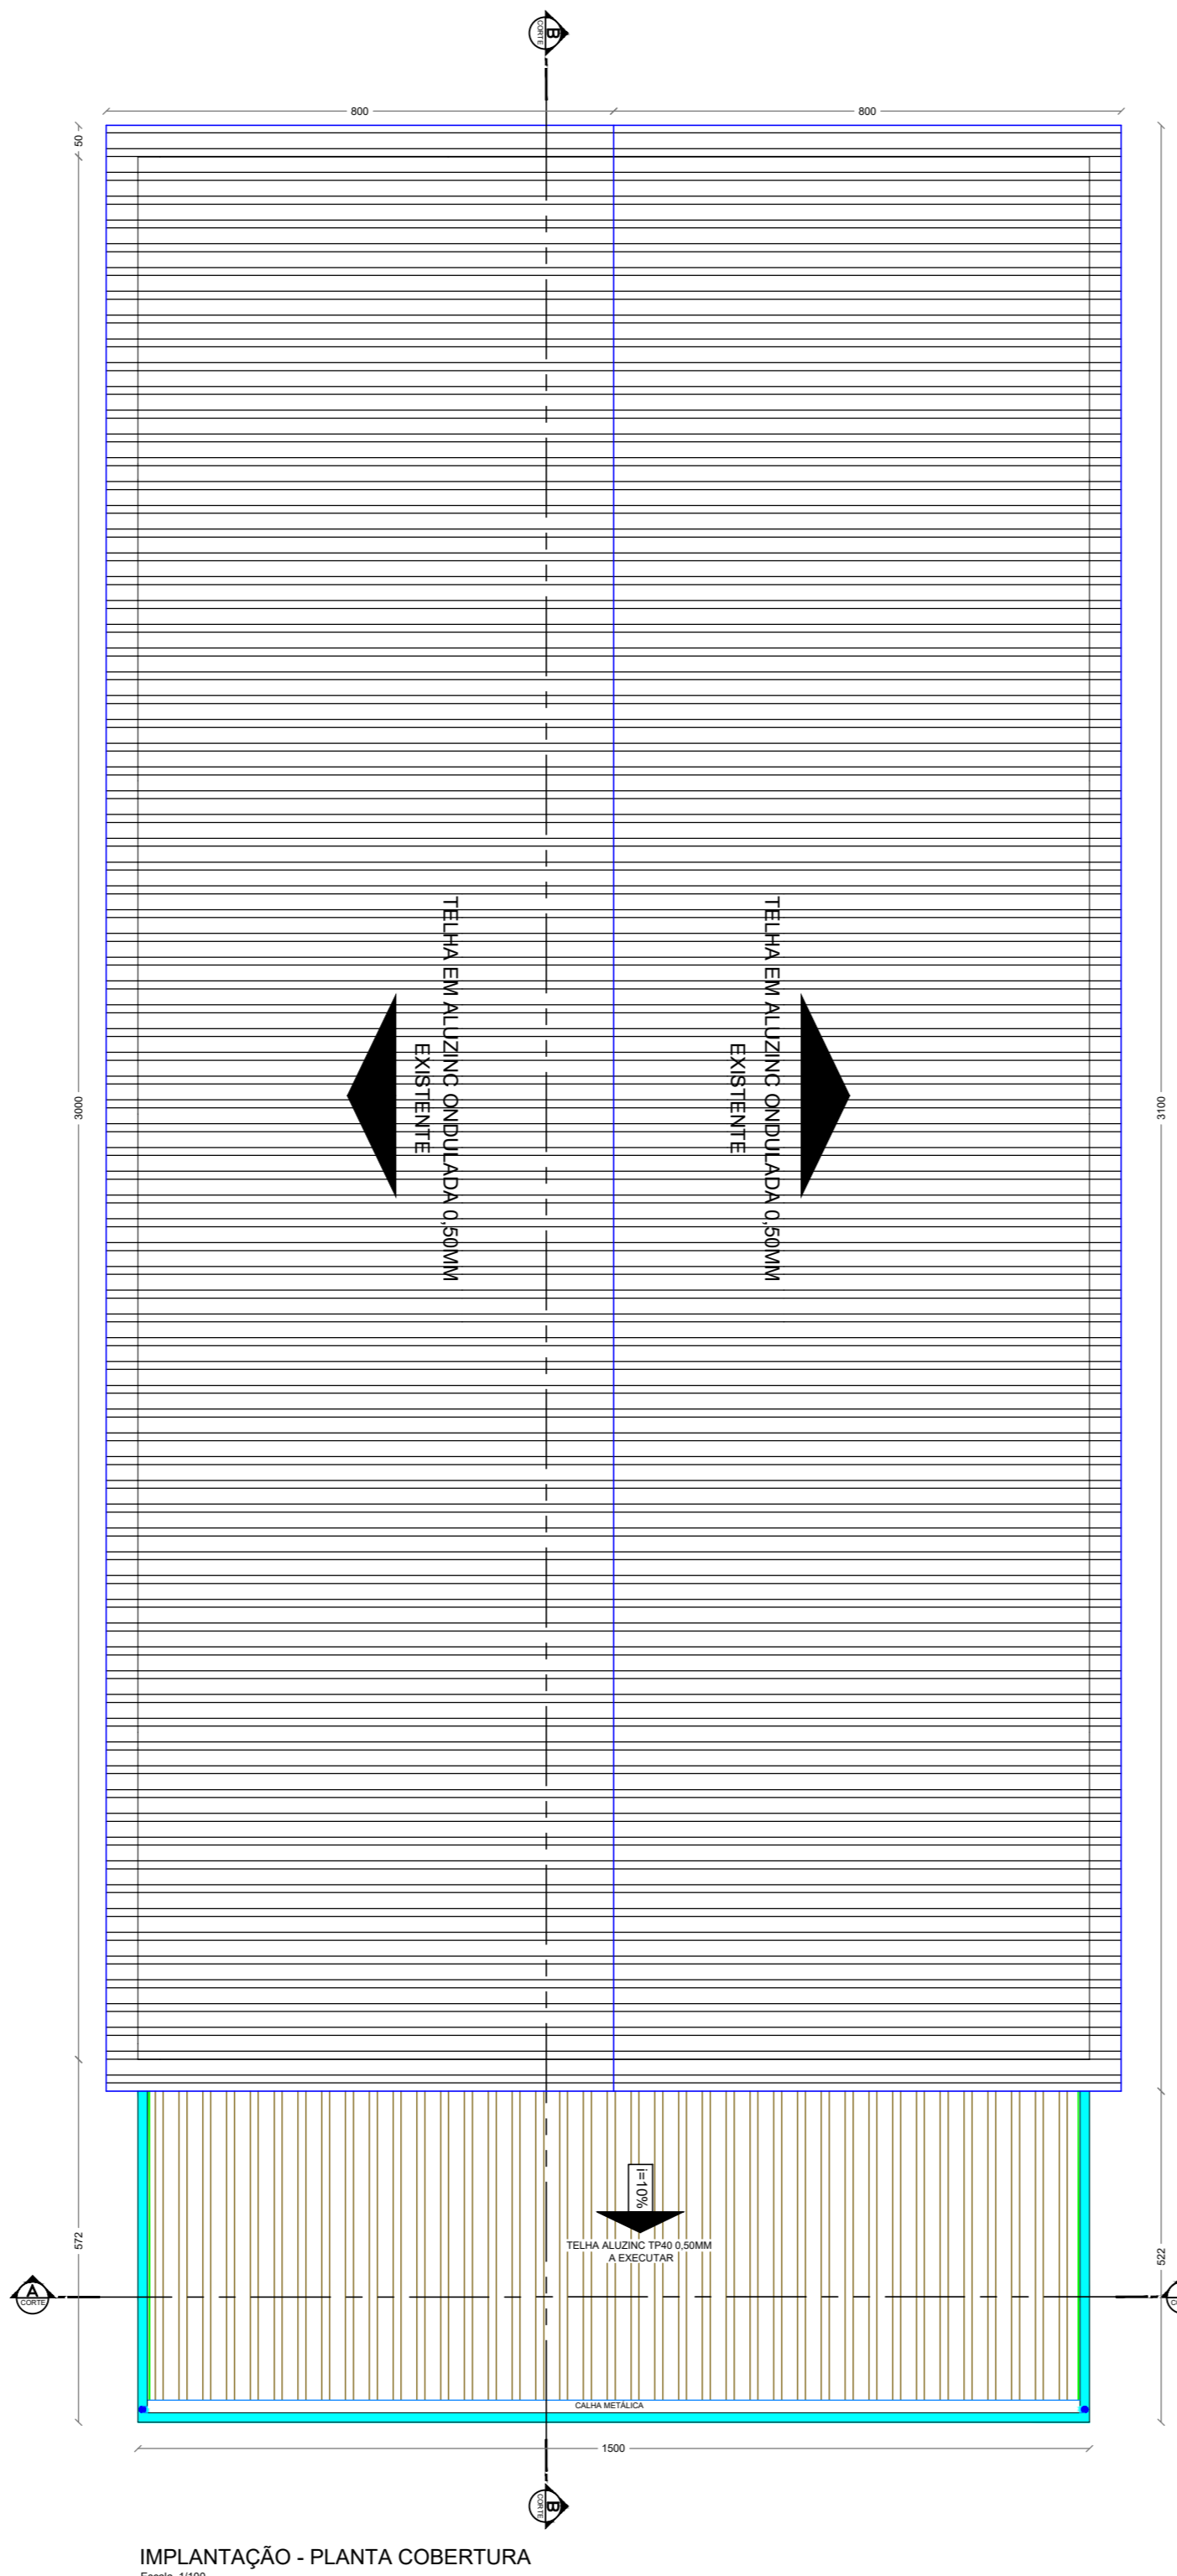 B
CORTE
800
800
50
3000
3100
TELHA EM ALUZINC ONDULADA 0,50MM
EXISTENTE
TELHA EM ALUZINC ONDULADA 0,50MM
EXISTENTE
i=10%
TELHA ALUZINC TP40 0,50MM
A EXECUTAR
572
522
A
CORTE
CALHA METÁLICA
1500
B
CORTE
IMPLANTAÇÃO - PLANTA COBERTURA